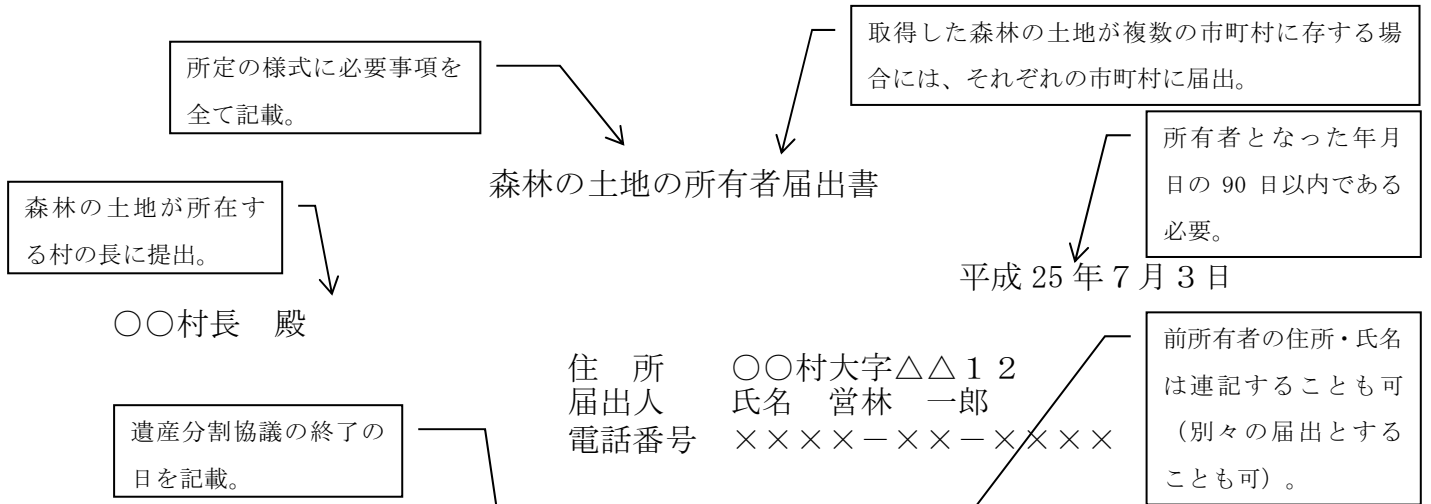 取得した森林の土地が複数の市町村に存する場
合には、それぞれの市町村に届出。
所定の様式に必要事項を
全て記載。
所有者となった年月
日の 90 日以内である
必要。
森林の土地の所有者届出書
森林の土地が所在す
る村の長に提出。
平成 25 年７月３日
○○村長　殿
前所有者の住所・氏名
は連記することも可
（別々の届出とする
ことも可）。
住　所　　○○村大字△△１２
届出人　　氏名　営林　一郎
電話番号　××××－××－××××
遺産分割協議の終了の
日を記載。